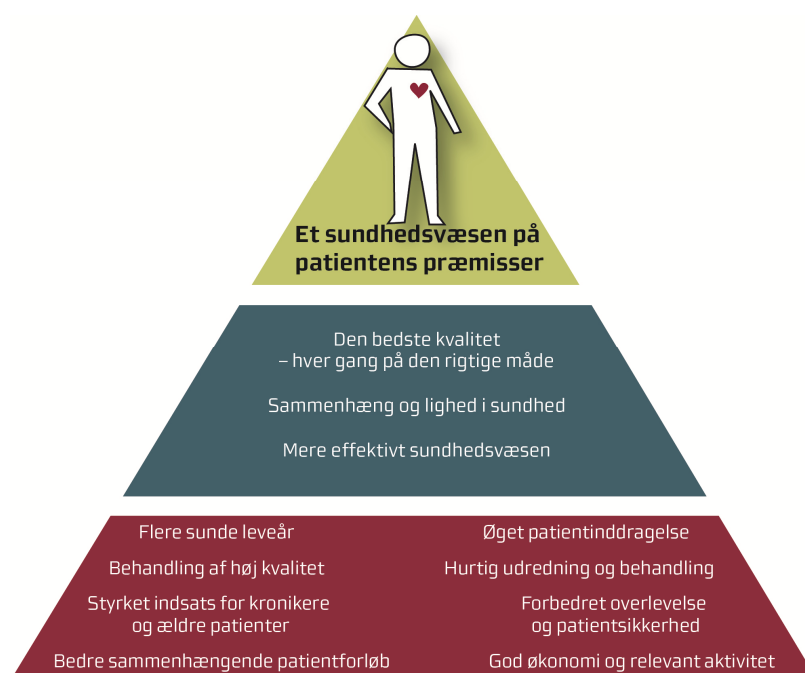 Et sundhedsvæsen på
patientens præmisser
Den bedste kvalitet
– hver gang på den rigtige måde
Sammenhæng og lighed i sundhed
Mere effektivt sundhedsvæsen
Flere sunde leveår
Behandling af høj kvalitet
Styrket indsats for kronikere
og ældre patienter
Bedre sammenhængende patientforløb
Øget patientinddragelse
Hurtig udredning og behandling
Forbedret overlevelse
og patientsikkerhed
God økonomi og relevant aktivitet